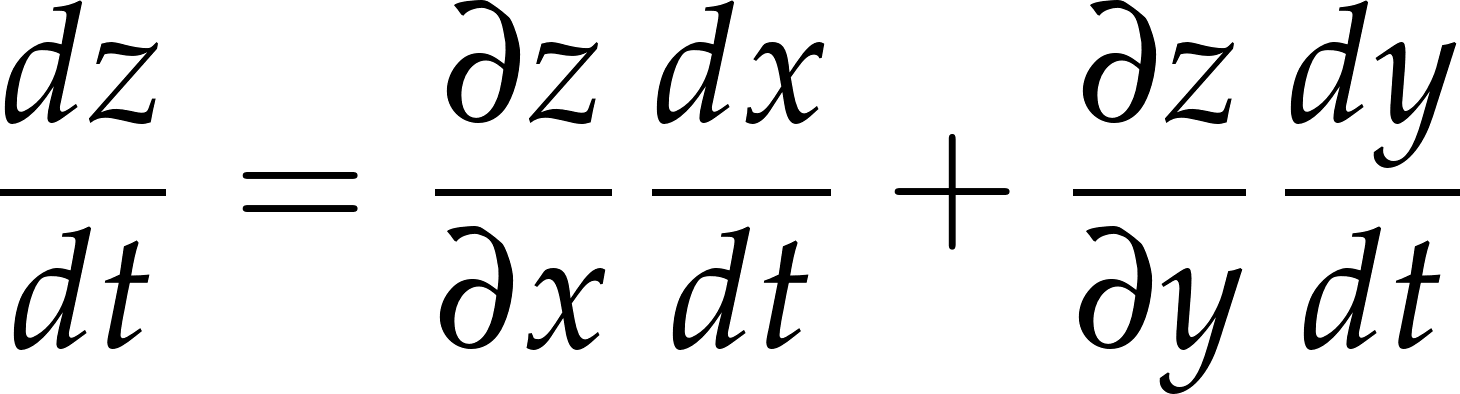 dz/dt = ∂z/∂x dx/dt + ∂z/∂y dy/dt